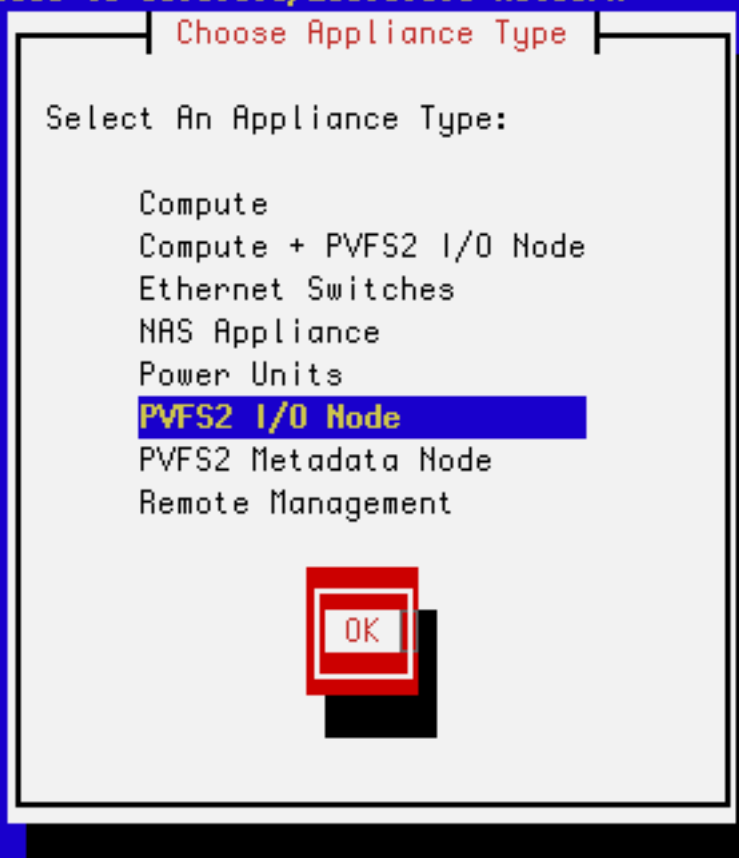 Choose Appliance Type
Select An Appliance Type:
Compute
Compute + PVFS2 I/O Node
Ethernet Switches
NAS Appliance
Power Units
PVFS2 I/O Node
PVFS2 Metadata Node
Remote Management
OK